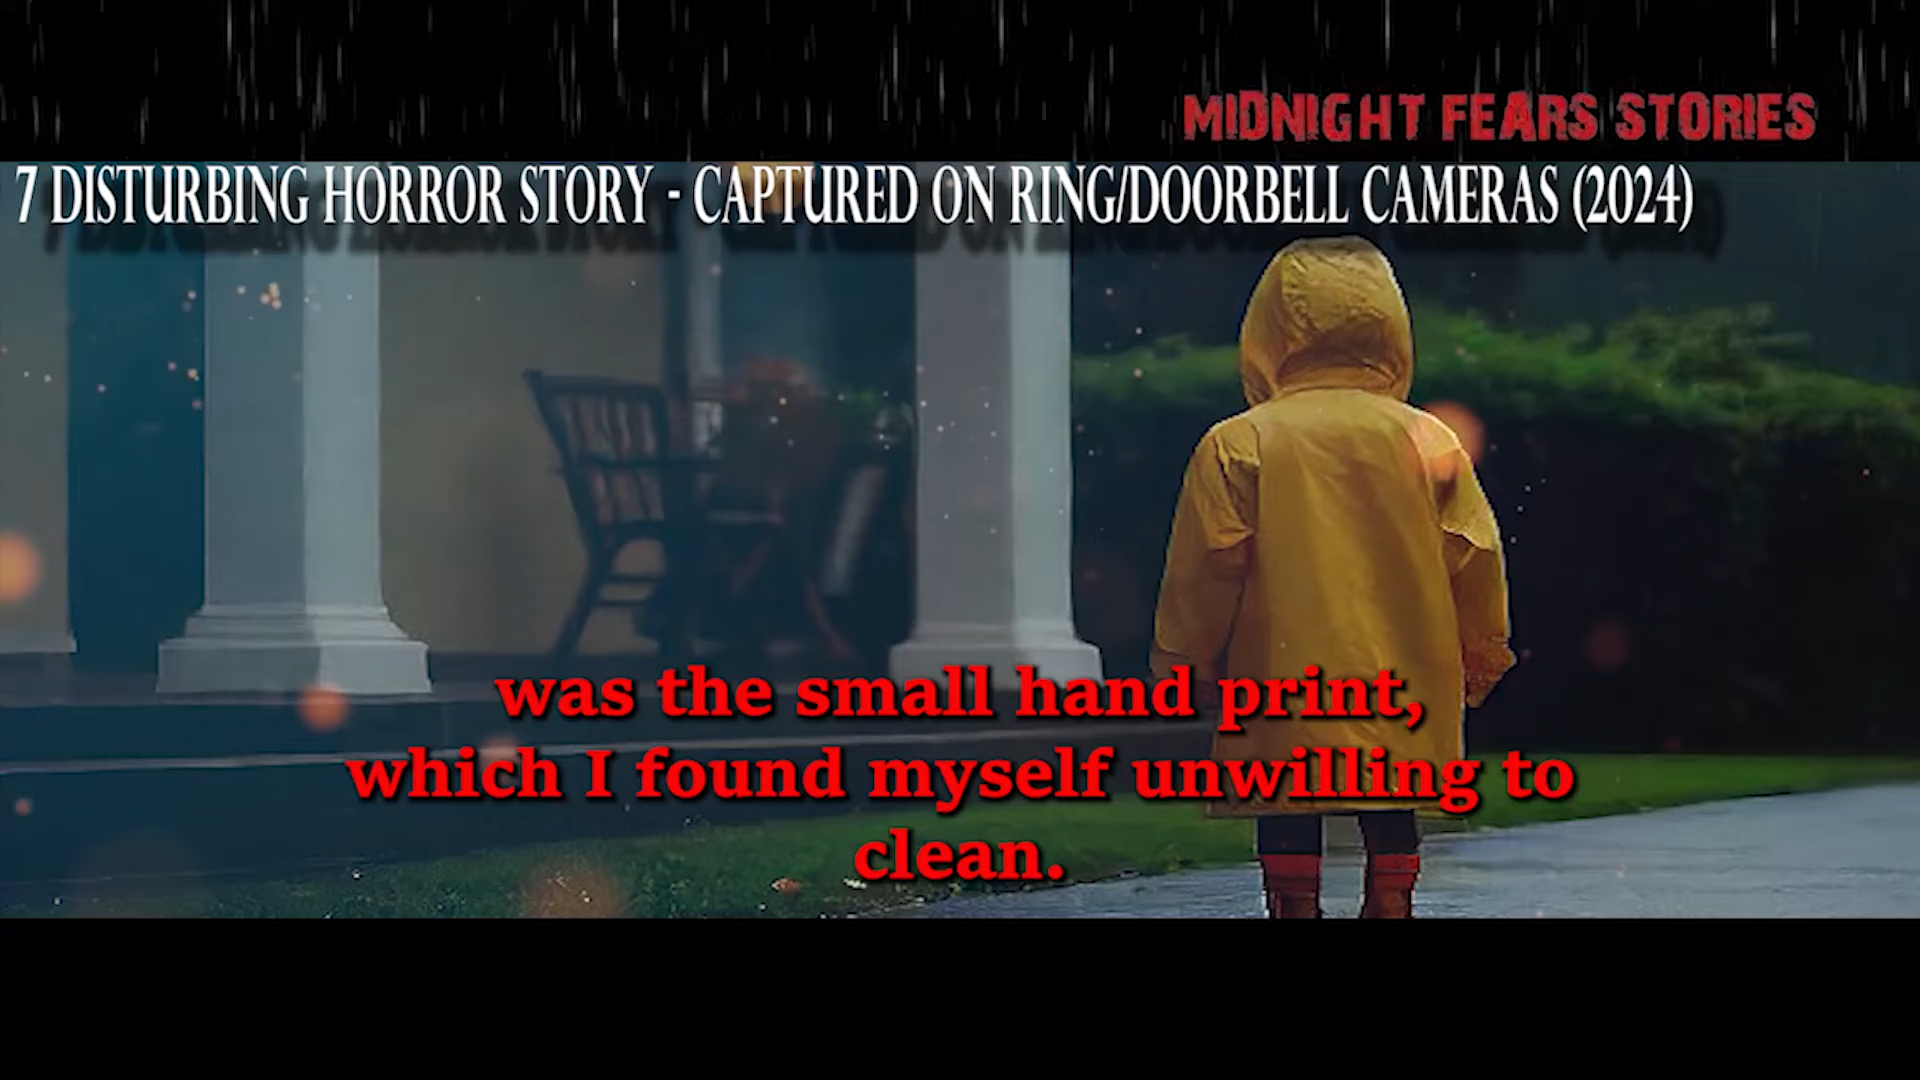 MIDNIGHT FEARS STORIES
7 DISTURBING HORROR STORY - CAPTURED ON RING/DOORBELL CAMERAS (2024)
was the small hand print,
which I found myself unwilling to
clean.